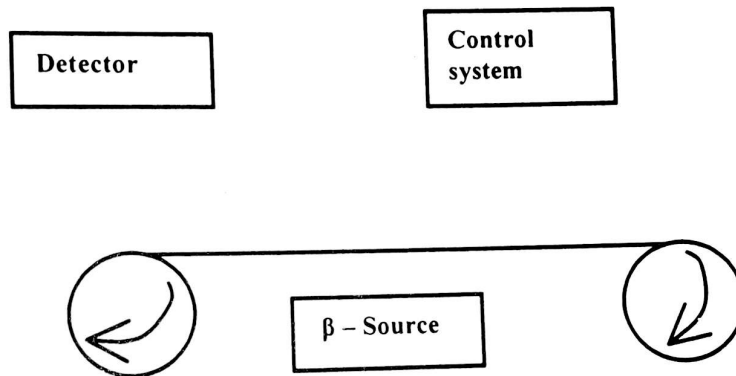 Detector
Control
system
β – Source